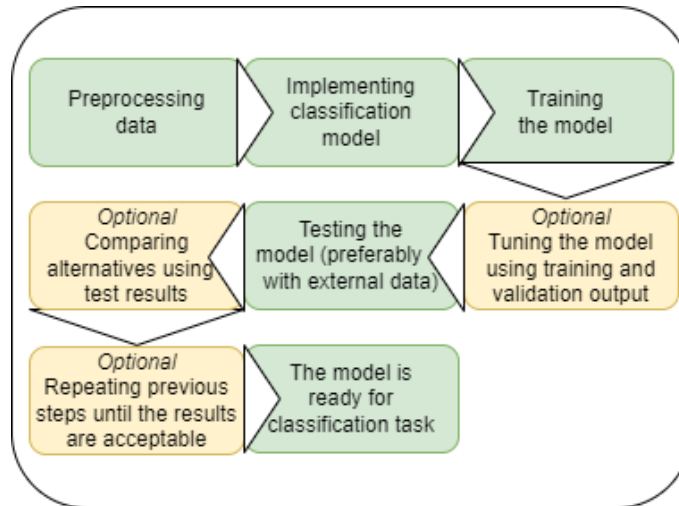 Preprocessing
data
Implementing
classification
model
Training
the model
Optional
Comparing
alternatives using
test results
Testing the
model (preferably
with external data)
Optional
Tuning the model
using training and
validation output
Optional
Repeating previous
steps until the results
are acceptable
The model is
ready for
classification task